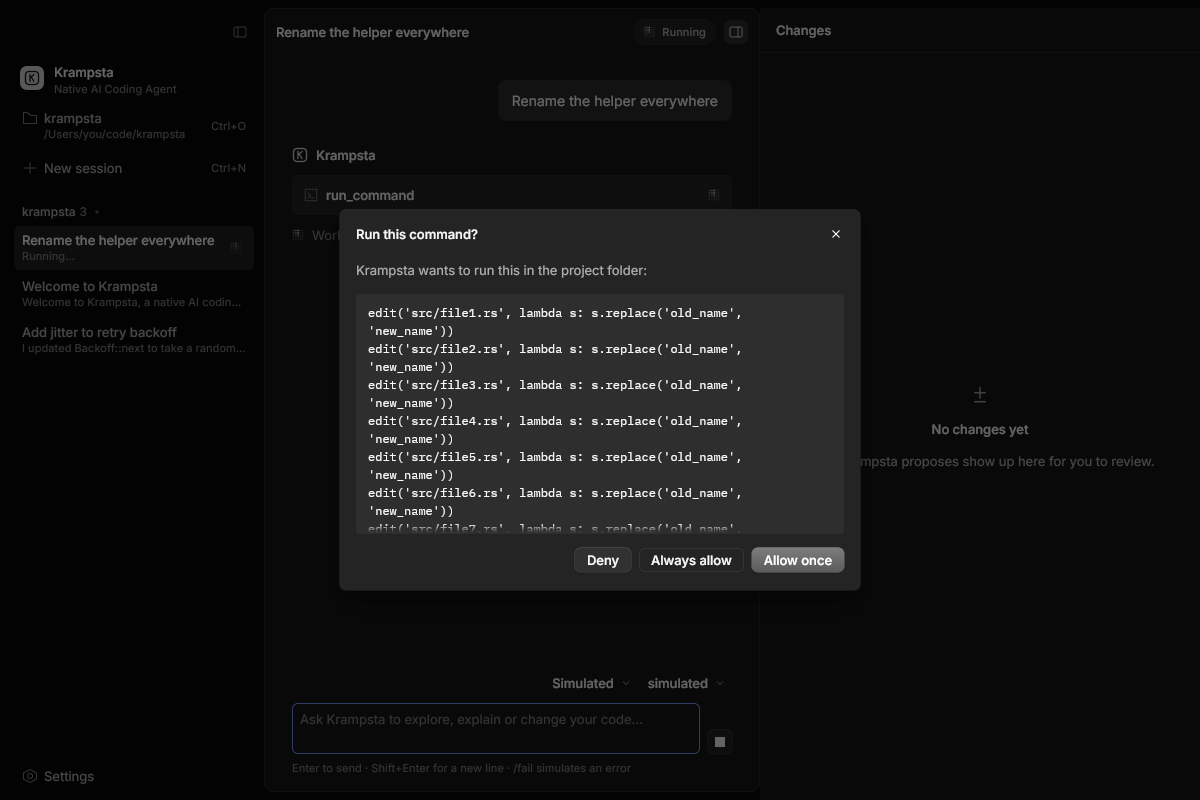 Krampsta
Native AI Coding Agent
krampsta
/Users/you/code/krampsta
Ctrl+O
New session
Ctrl+N
krampsta 3
Rename the helper everywhere
Running...
Welcome to Krampsta
Welcome to Krampsta, a native AI codin...
Add jitter to retry backoff
I updated Backoff::next to take a random...
Settings
Rename the helper everywhere
Running
Rename the helper everywhere
Krampsta
run_command
Run this command?
Krampsta wants to run this in the project folder:
edit('src/file1.rs', lambda s: s.replace('old_name',
'new_name'))
edit('src/file2.rs', lambda s: s.replace('old_name',
'new_name'))
edit('src/file3.rs', lambda s: s.replace('old_name',
'new_name'))
edit('src/file4.rs', lambda s: s.replace('old_name',
'new_name'))
edit('src/file5.rs', lambda s: s.replace('old_name',
'new_name'))
edit('src/file6.rs', lambda s: s.replace('old_name',
'new_name'))
edit('src/file7.rs', lambda s: s.replace('old_name',
Deny
Always allow
Allow once
Simulated
simulated
Ask Krampsta to explore, explain or change your code...
Enter to send · Shift+Enter for a new line · /fail simulates an error
Changes
No changes yet
proposes show up here for you to review.